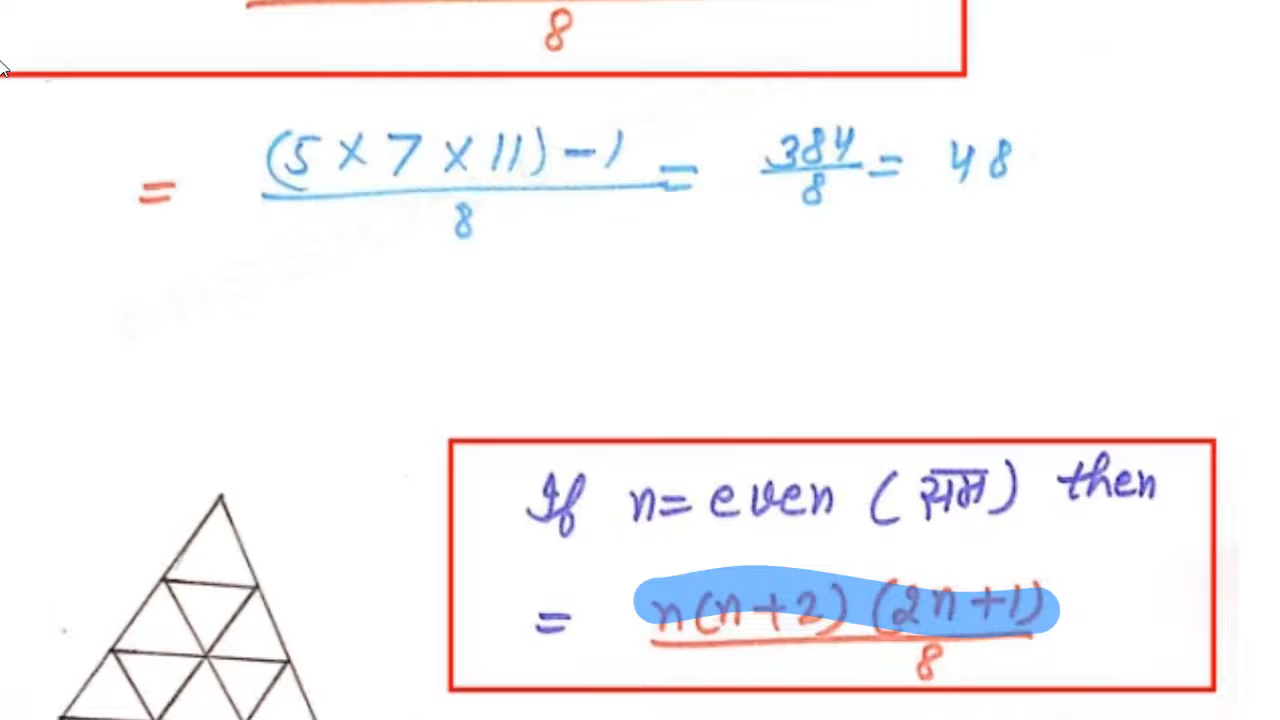 8
= (5 × 7 × 11) - 1 / 8 = 384 / 8 = 48
If n = even (सम) then
= n(n+2) (2n+1) / 8